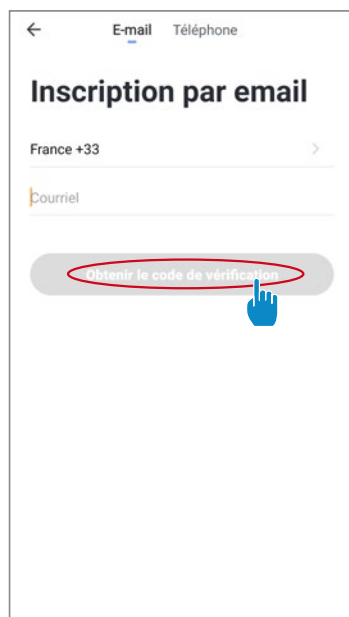 E-mail Téléphone
Inscription par email
France +33
Courriel
Obtenir le code de vérification